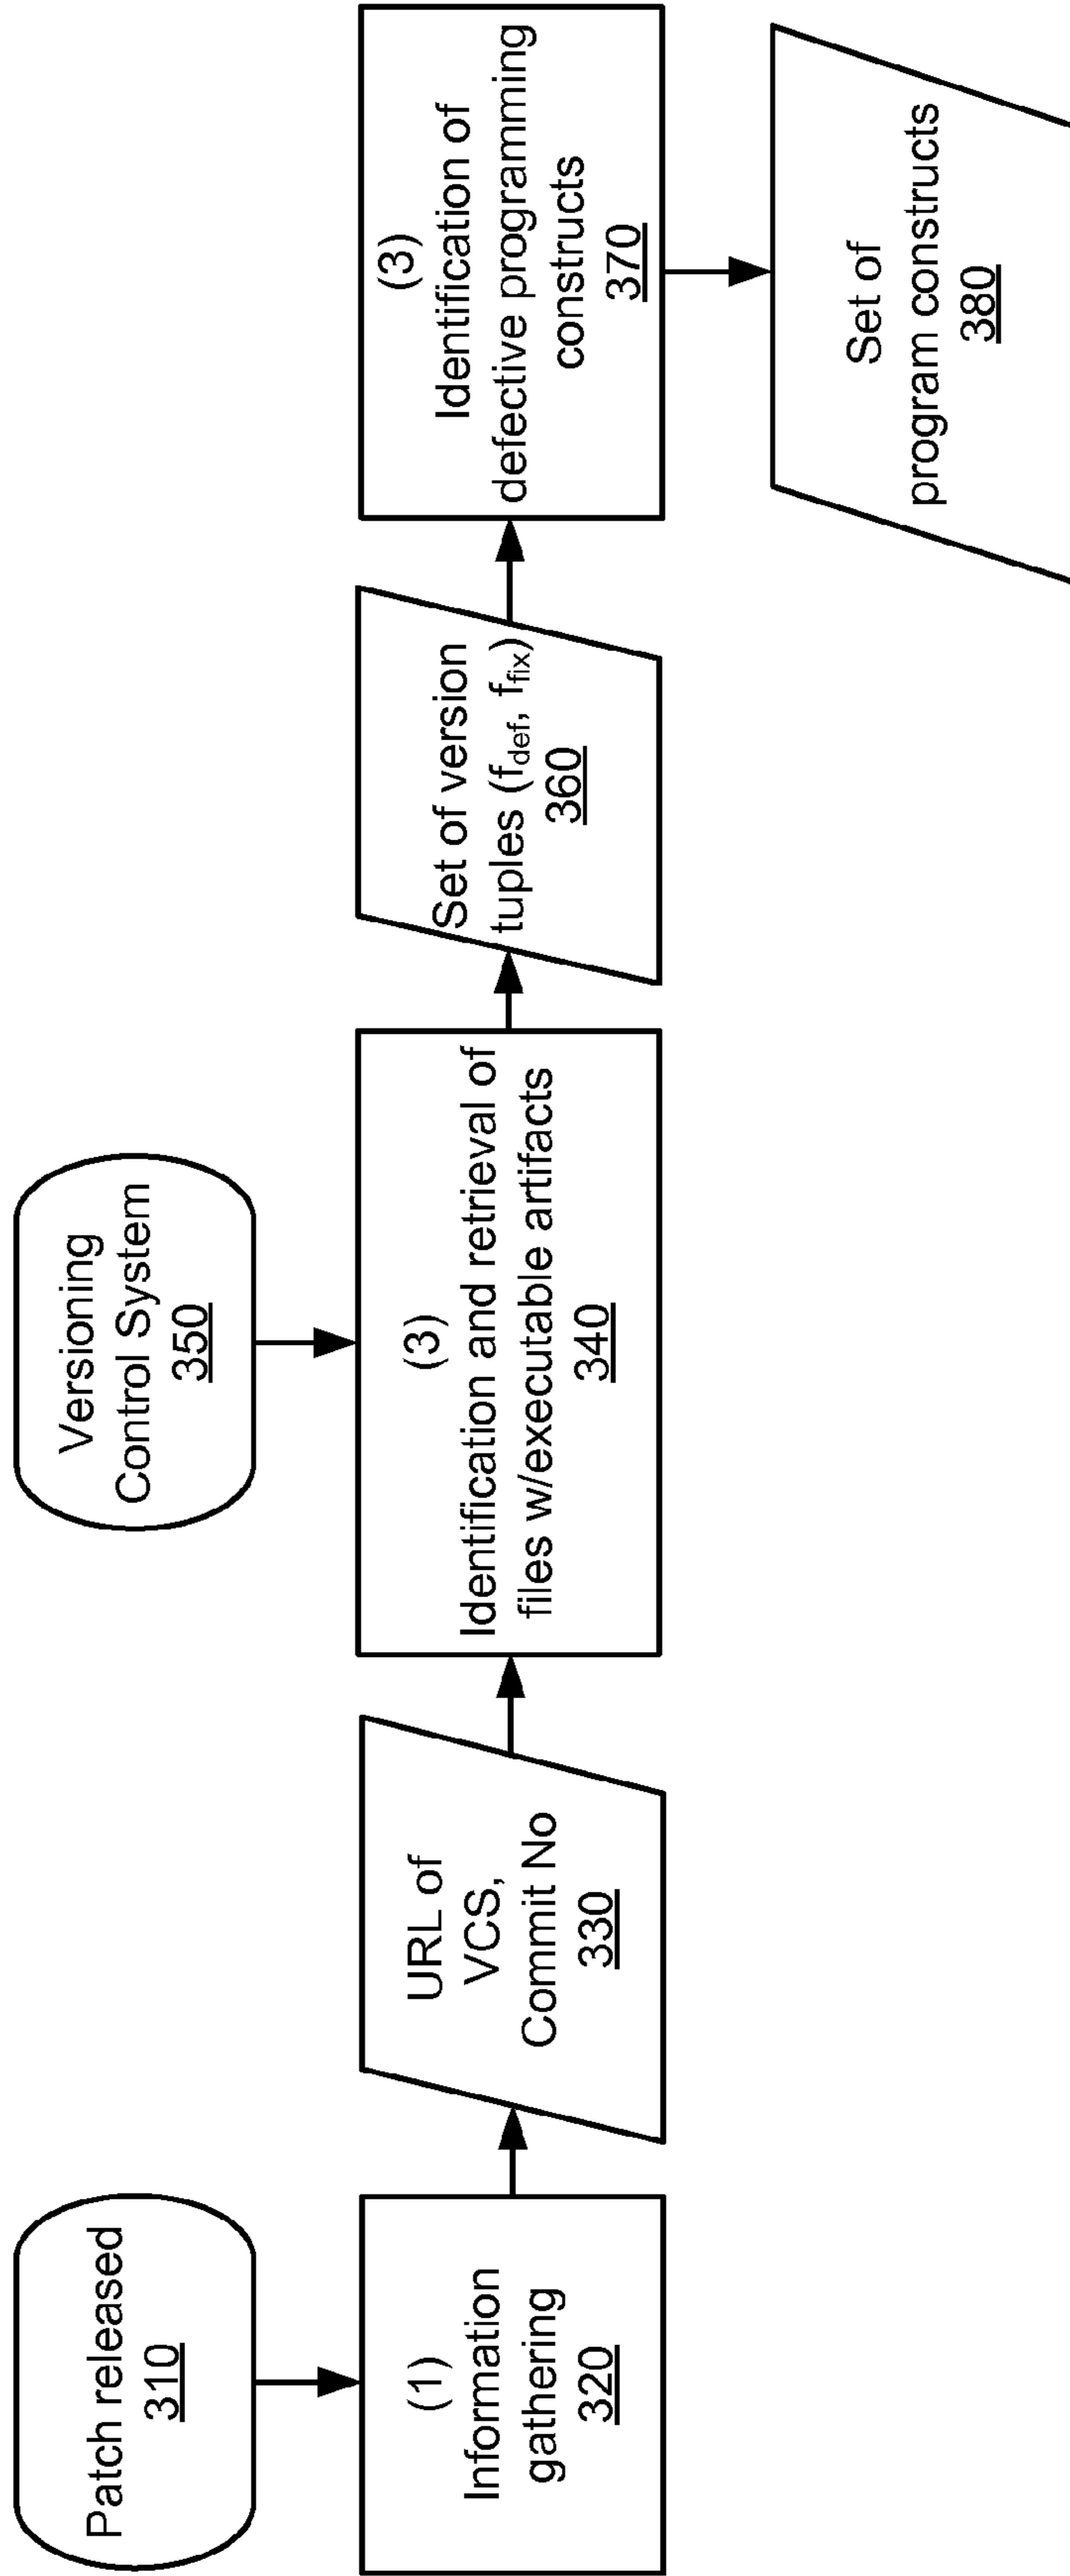 Patch released
310
(1)
Information
gathering
320
URL of
VCS,
Commit No
330
Versioning
Control System
350
(3)
Identification and retrieval of
files w/executable artifacts
340
Set of version
tuples (f_def, f_fix)
360
(3)
Identification of
defective programming
constructs
370
Set of
program constructs
380